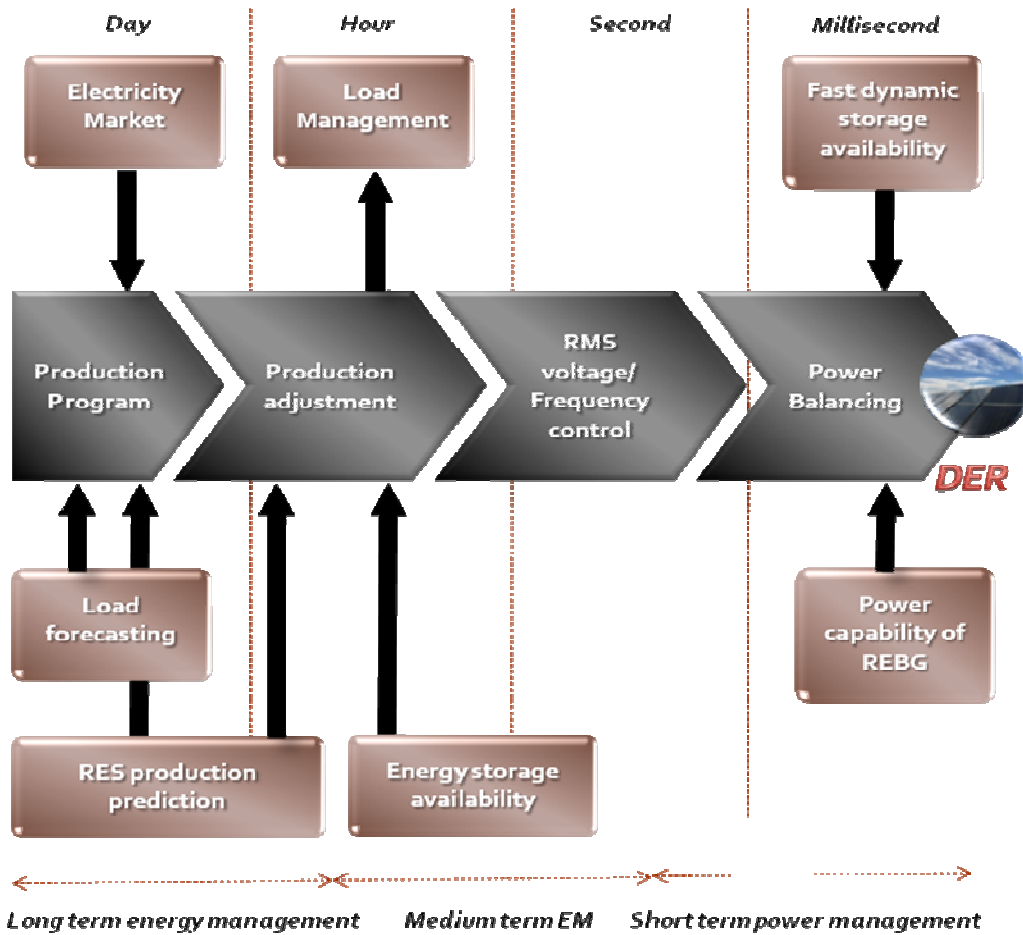 Day
Hour
Second
Millisecond
Electricity
Market
Load
Management
Fast dynamic
storage
availability
Production
Program
Production
adjustment
RMS
voltage/
Frequency
control
Power
Balancing
DER
Load
forecasting
Power
capability of
REBG
RES production
prediction
Energy storage
availability
Long term energy management
Medium term EM
Short term power management